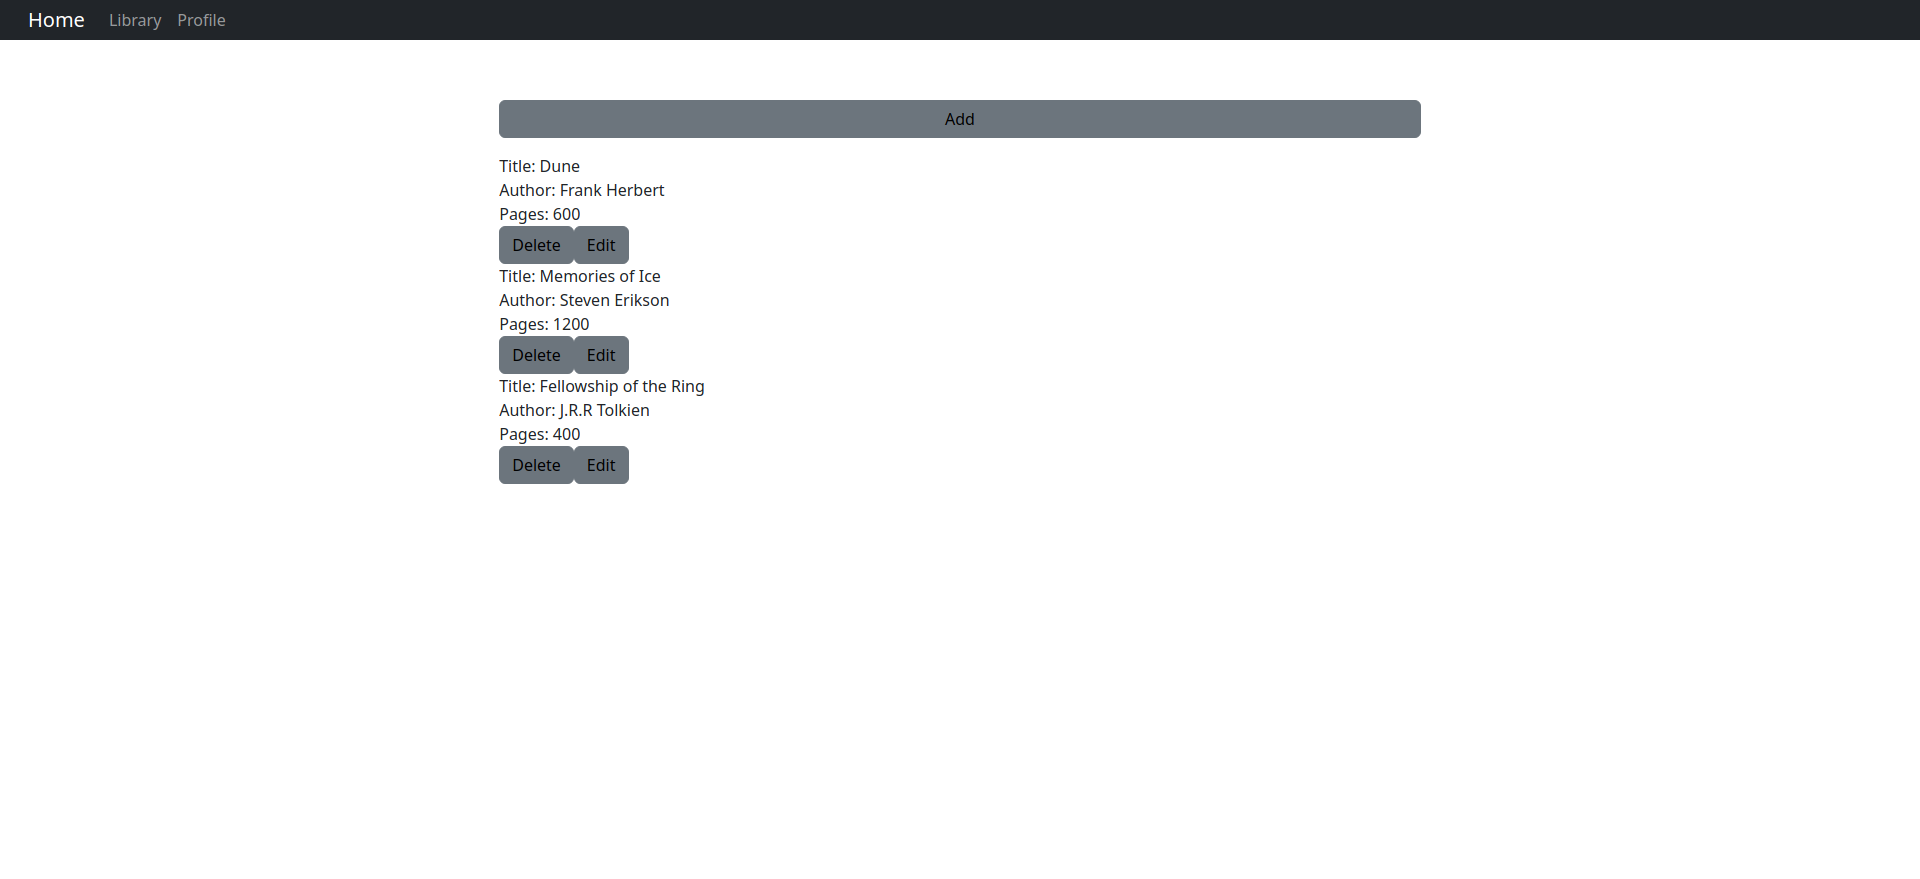 Home Library Profile
Add
Title: Dune
Author: Frank Herbert
Pages: 600
Delete Edit
Title: Memories of Ice
Author: Steven Erikson
Pages: 1200
Delete Edit
Title: Fellowship of the Ring
Author: J.R.R Tolkien
Pages: 400
Delete Edit